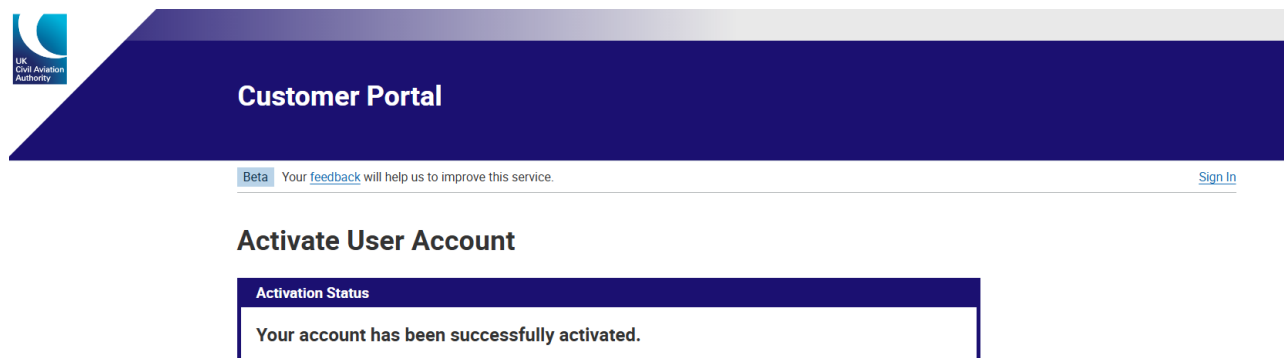 UK
Civil Aviation
Authority
Customer Portal
Beta Your feedback will help us to improve this service. Sign In
Activate User Account
Activation Status
Your account has been successfully activated.